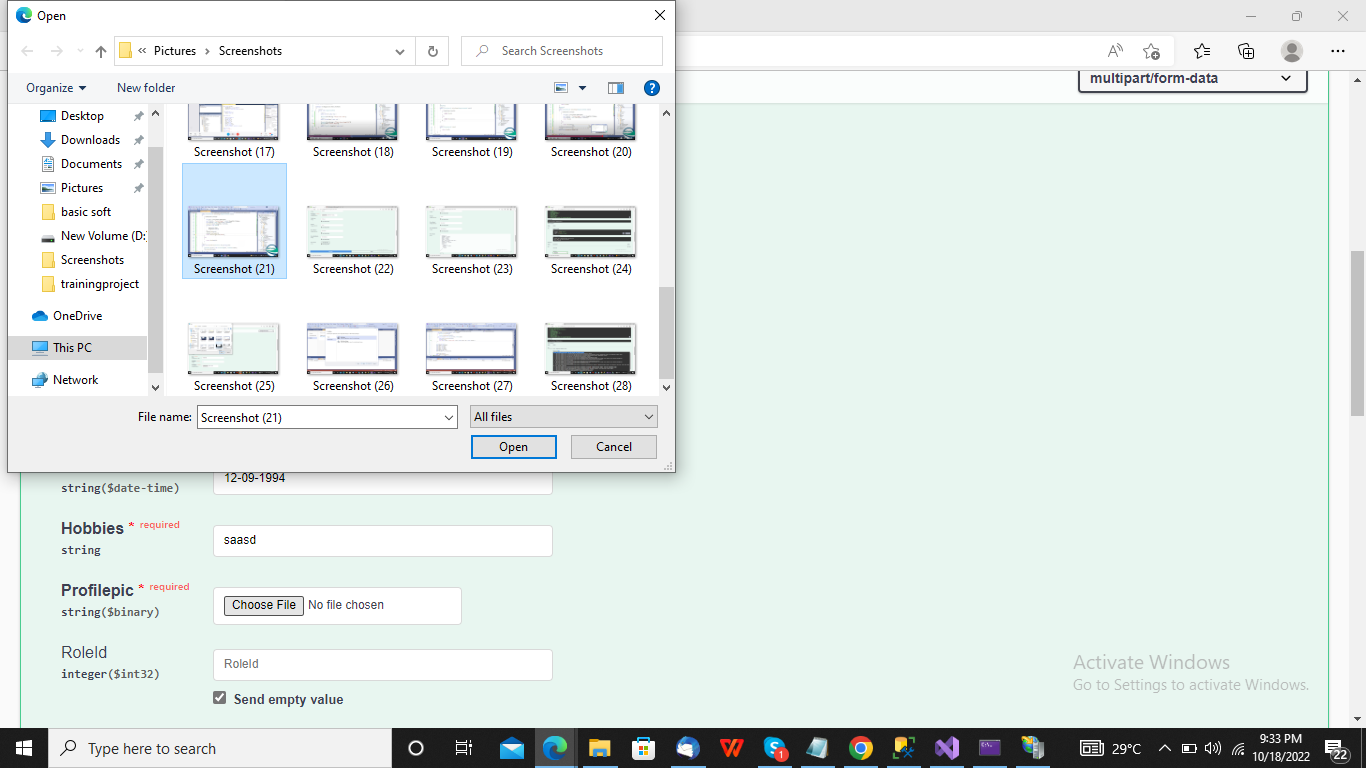 Open
Pictures > Screenshots
Search Screenshots
Organize
New folder
multipart/form-data
Desktop
Downloads
Documents
Pictures
basic soft
New Volume (D:
Screenshots
trainingproject
OneDrive
This PC
Network
Screenshot (17)
Screenshot (18)
Screenshot (19)
Screenshot (20)
Screenshot (21)
Screenshot (22)
Screenshot (23)
Screenshot (24)
Screenshot (25)
Screenshot (26)
Screenshot (27)
Screenshot (28)
File name: Screenshot (21)
All files
Open
Cancel
string($date-time)
12-09-1994
Hobbies * required
string
saasd
Profilepic * required
string($binary)
Choose File No file chosen
RoleId
integer($int32)
RoleId
Send empty value
Activate Windows
Go to Settings to activate Windows.
Type here to search
1
29°C
9:33 PM
10/18/2022
22